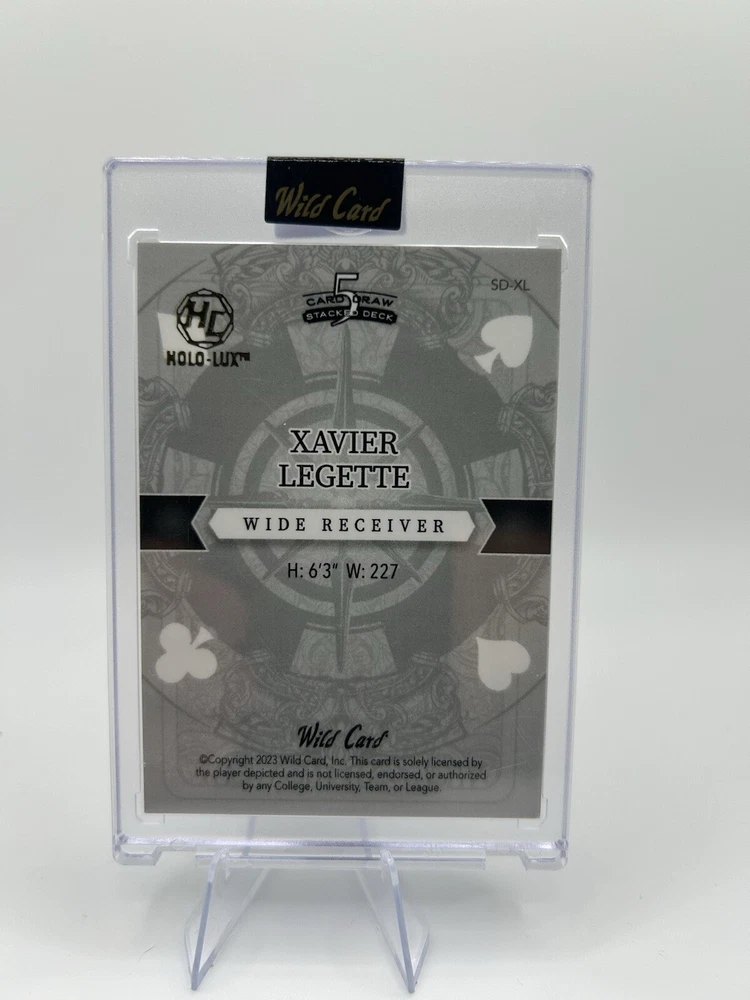 Wild Card
SD-XL
5
CARD DRAW
STACKED DECK
HC
HOLO-LUX™
XAVIER
LEGETTE
WIDE RECEIVER
H: 6'3" W: 227
Wild Card
©Copyright 2023 Wild Card, Inc. This card is solely licensed by
the player depicted and is not licensed, endorsed, or authorized
by any College, University, Team, or League.